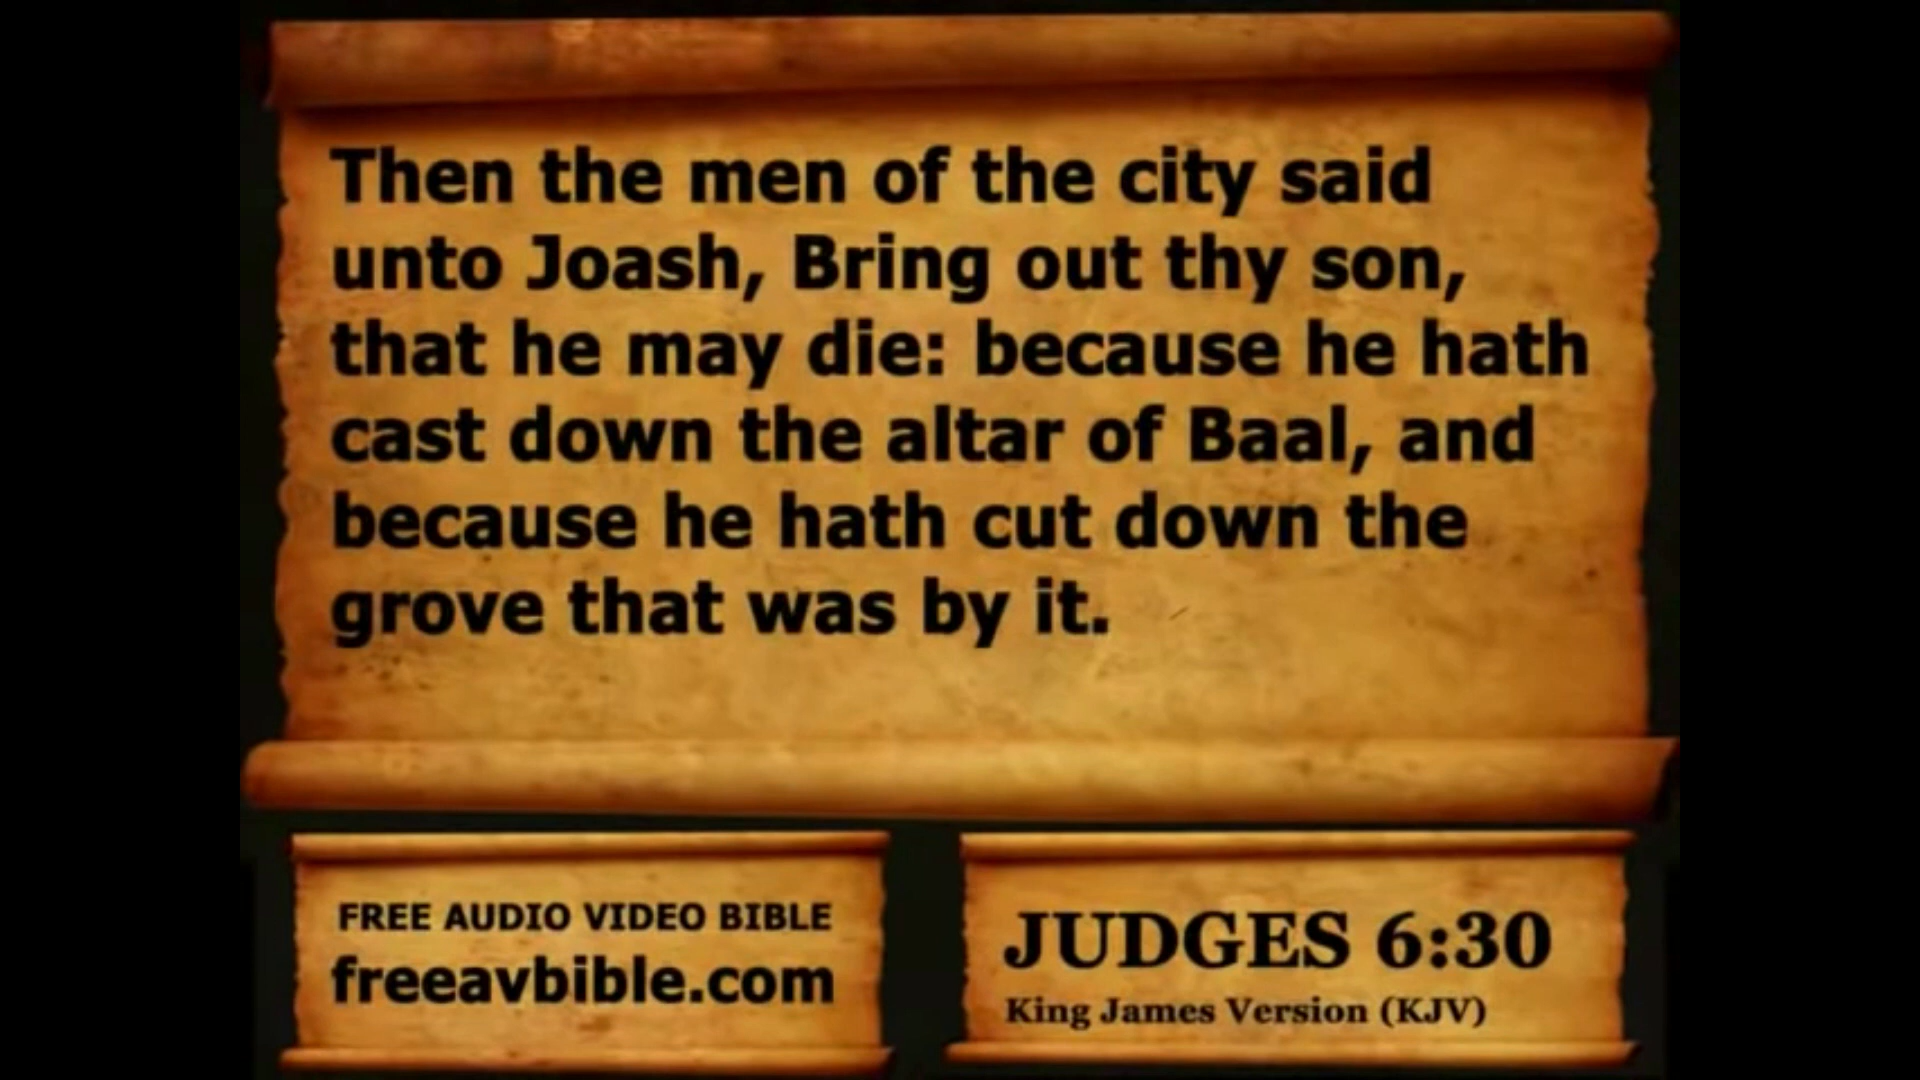 Then the men of the city said
unto Joash, Bring out thy son,
that he may die: because he hath
cast down the altar of Baal, and
because he hath cut down the
grove that was by it.
FREE AUDIO VIDEO BIBLE
freeavbible.com
JUDGES 6:30
King James Version (KJV)